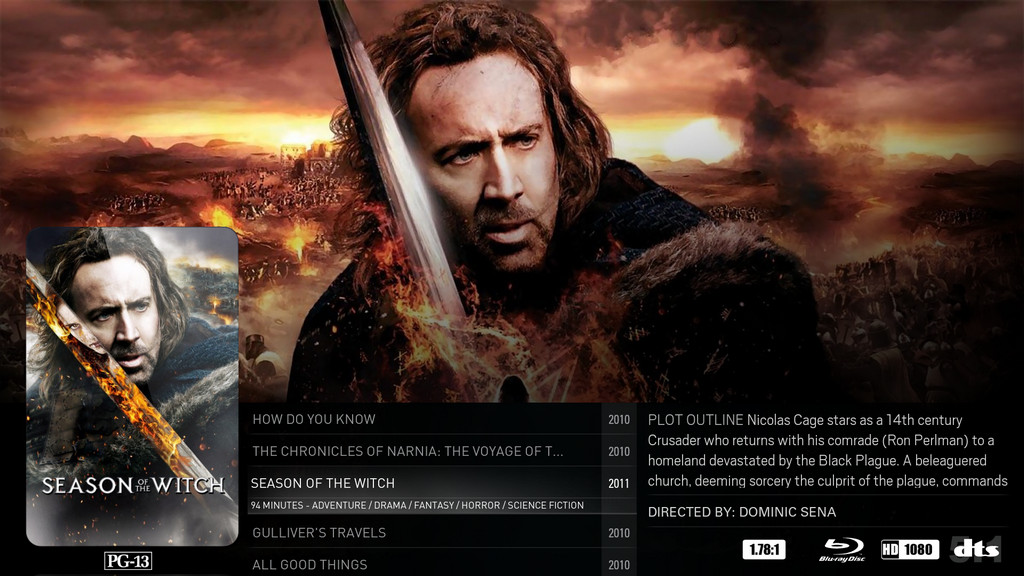 SEASON OF THE WITCH
PG-13
HOW DO YOU KNOW 2010
THE CHRONICLES OF NARNIA: THE VOYAGE OF T... 2010
SEASON OF THE WITCH 2011
94 MINUTES - ADVENTURE / DRAMA / FANTASY / HORROR / SCIENCE FICTION
GULLIVER'S TRAVELS 2010
ALL GOOD THINGS 2010
PLOT OUTLINE Nicolas Cage stars as a 14th century
Crusader who returns with his comrade (Ron Perlman) to a
homeland devastated by the Black Plague. A beleaguered
church, deeming sorcery the culprit of the plague, commands
DIRECTED BY: DOMINIC SENA
1.78:1
Blu-ray Disc
HD 1080
dts
5.1